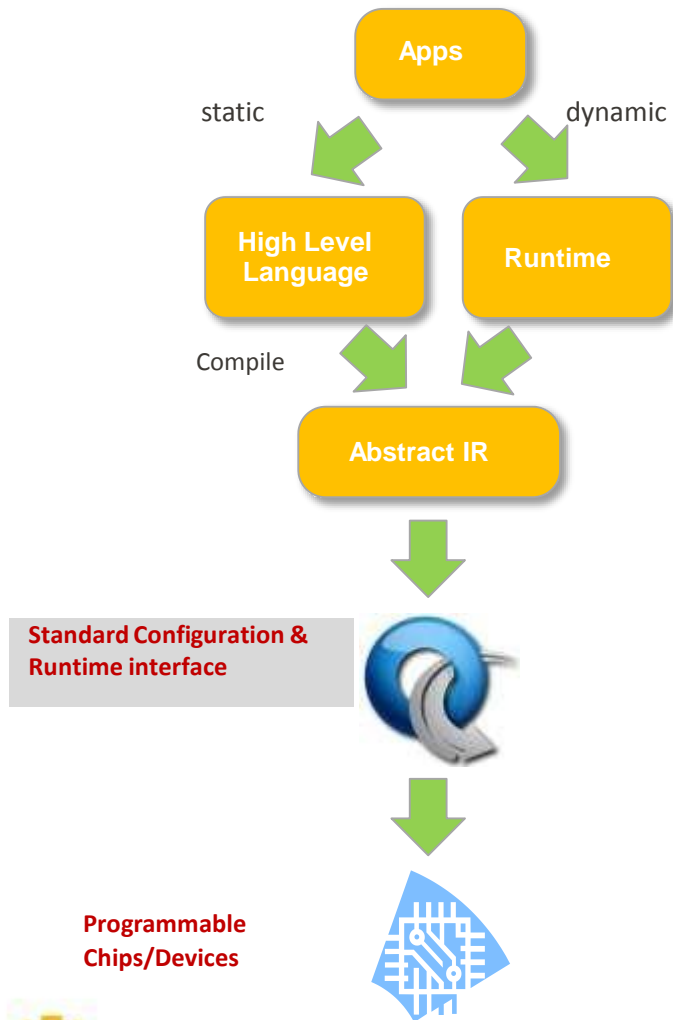 Apps
static
dynamic
High Level
Language
Runtime
Compile
Abstract IR
Standard Configuration &
Runtime interface
Programmable
Chips/Devices